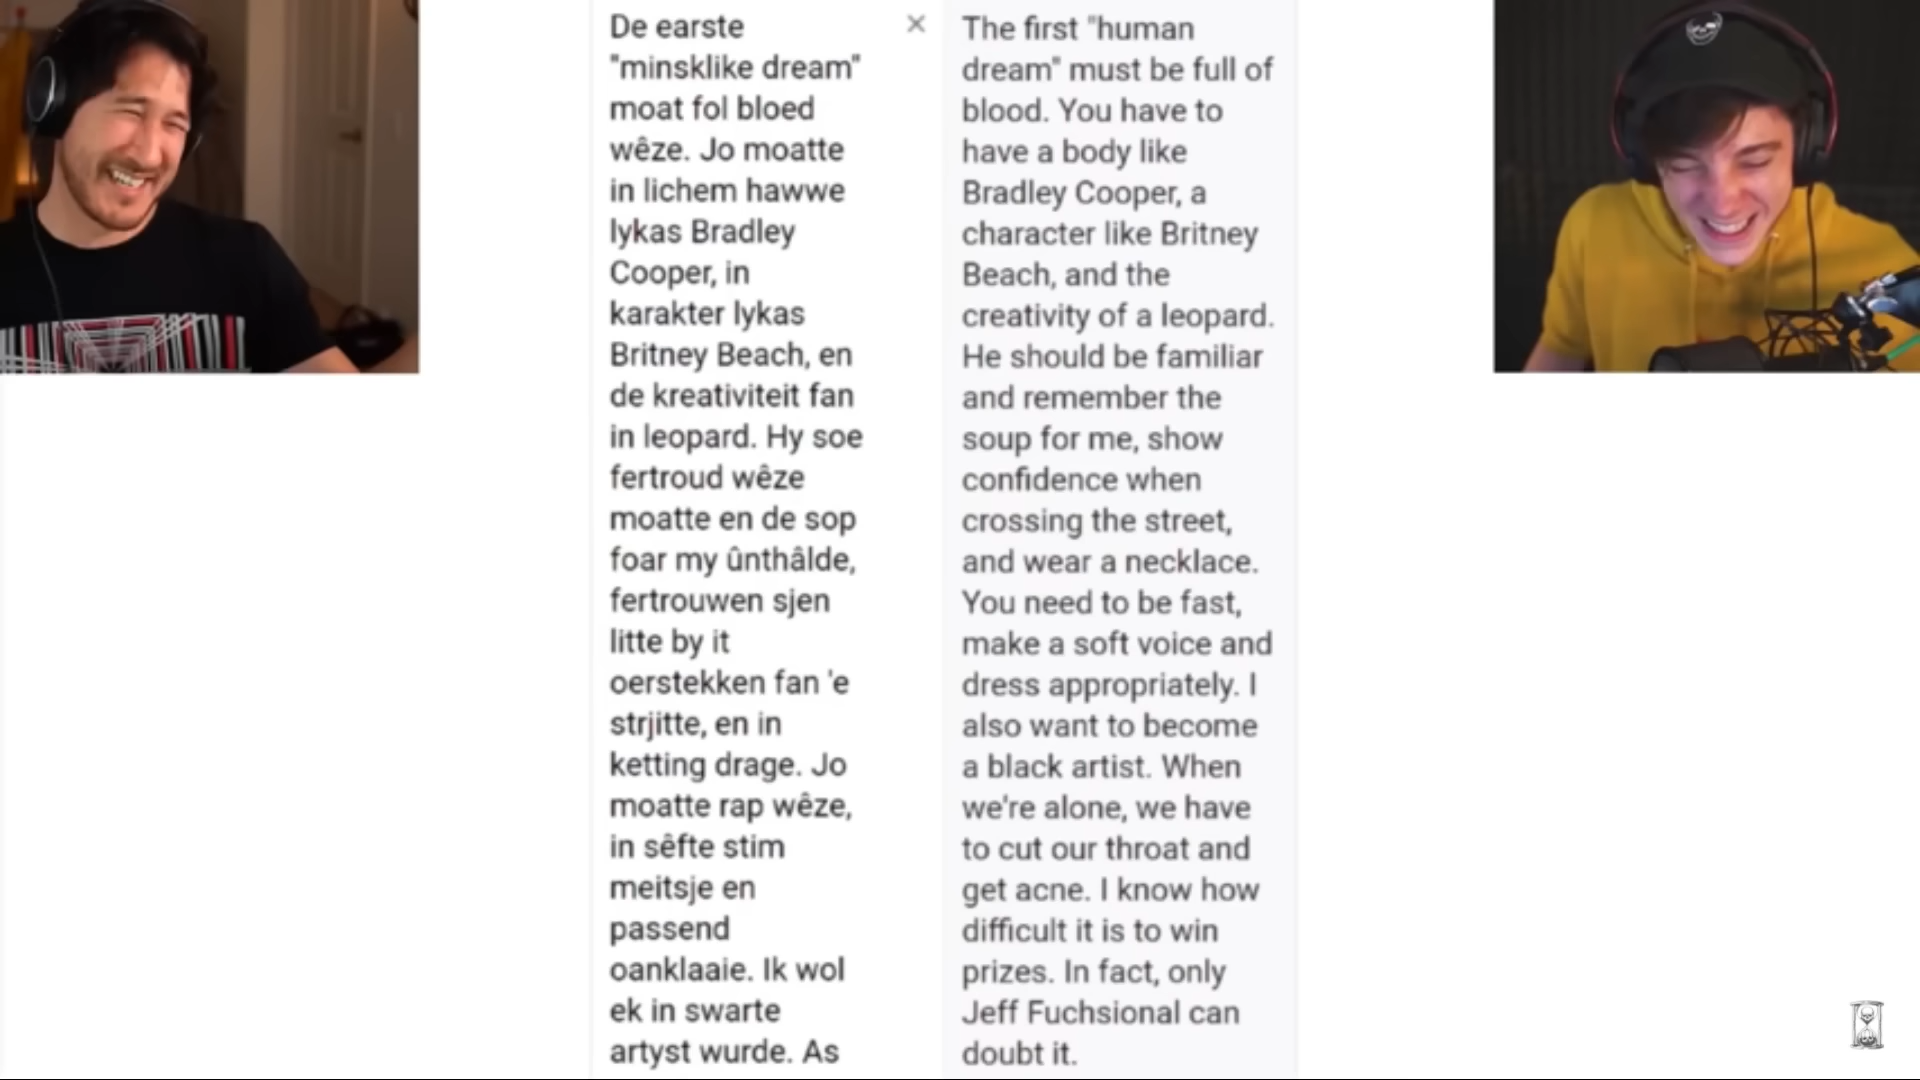 De earste
"minsklike dream"
moat fol bloed
wêze. Jo moatte
in lichem hawwe
lykas Bradley
Cooper, in
karakter lykas
Britney Beach, en
de kreativiteit fan
in leopard. Hy soe
fertroud wêze
moatte en de sop
foar my ûnthâlde,
fertrouwen sjen
litte by it
oerstekken fan 'e
strjitte, en in
ketting drage. Jo
moatte rap wêze,
in sêfte stim
meitsje en
passend
oanklaaie. Ik wol
ek in swarte
artyst wurde. As
The first "human
dream" must be full of
blood. You have to
have a body like
Bradley Cooper, a
character like Britney
Beach, and the
creativity of a leopard.
He should be familiar
and remember the
soup for me, show
confidence when
crossing the street,
and wear a necklace.
You need to be fast,
make a soft voice and
dress appropriately. I
also want to become
a black artist. When
we're alone, we have
to cut our throat and
get acne. I know how
difficult it is to win
prizes. In fact, only
Jeff Fuchsional can
doubt it.